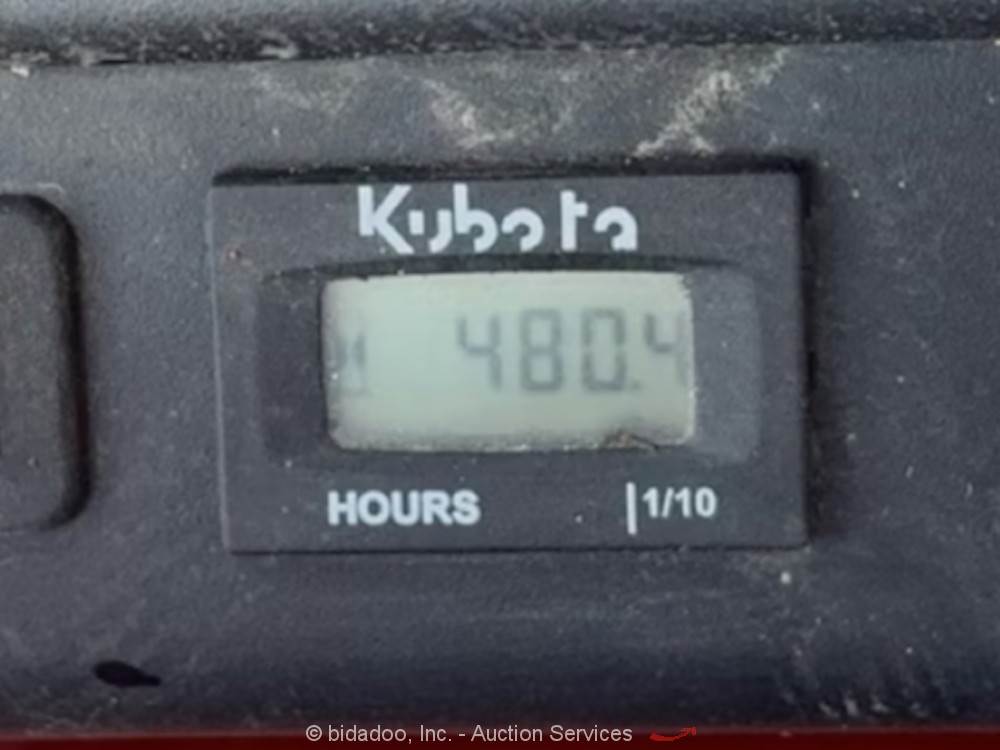 Kubota
480.4
HOURS |1/10
© bidadoo, Inc. - Auction Services